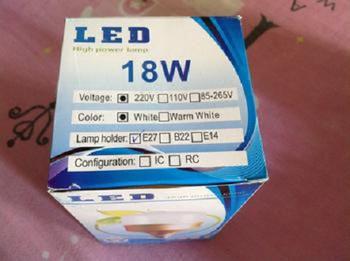 LED
High power lamp
18W
Voltage: 220V 110V 85-265V
Color: White Warm White
Lamp holder: E27 B22 E14
Configuration: IC RC